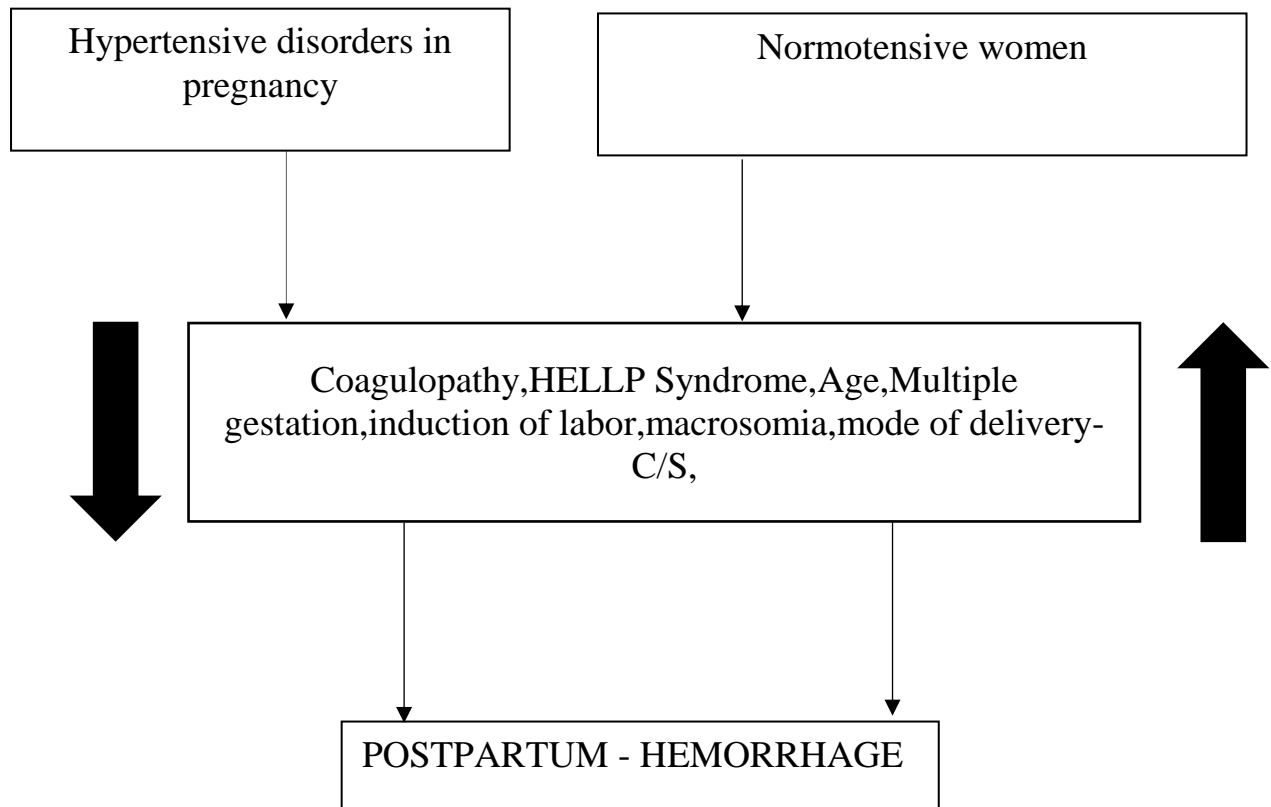 Hypertensive disorders in
pregnancy
Normotensive women
Coagulopathy,HELLP Syndrome,Age,Multiple
gestation,induction of labor,macrosomia,mode of delivery-
C/S,
POSTPARTUM - HEMORRHAGE